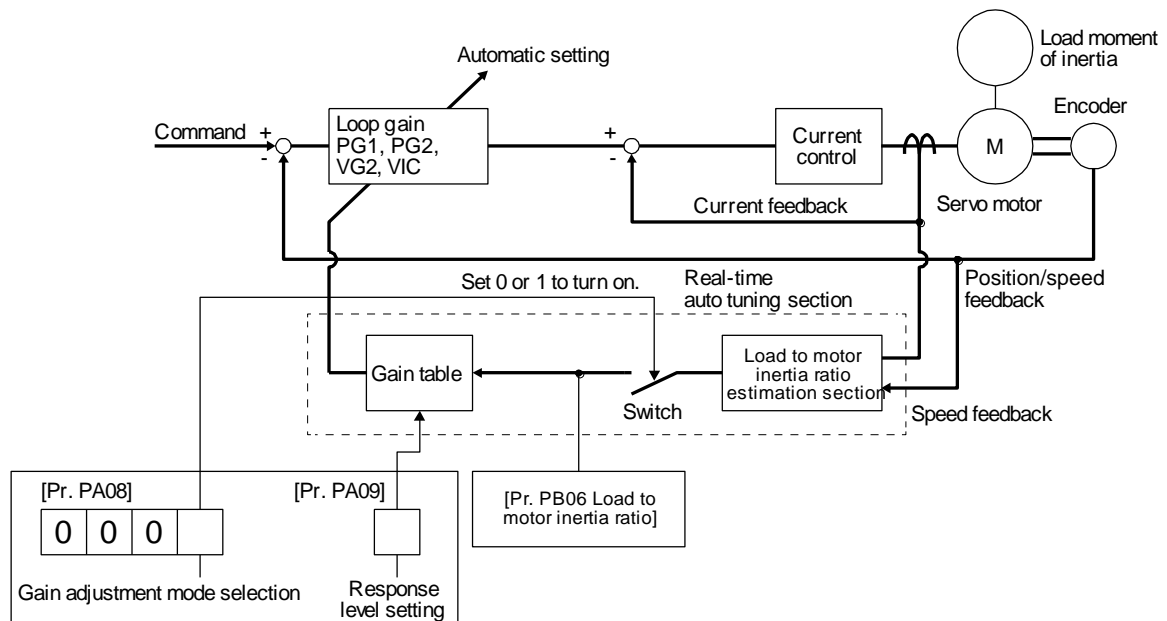 Load moment
of inertia
Automatic setting
Encoder
Command
+
-
Loop gain
PG1, PG2,
VG2, VIC
+
-
Current
control
M
Servo motor
Current feedback
Set 0 or 1 to turn on.
Real-time
auto tuning section
Position/speed
feedback
Gain table
Switch
Load to motor
inertia ratio
estimation section
Speed feedback
[Pr. PA08]
[Pr. PA09]
[Pr. PB06 Load to
motor inertia ratio]
0 0 0
Gain adjustment mode selection
Response
level setting